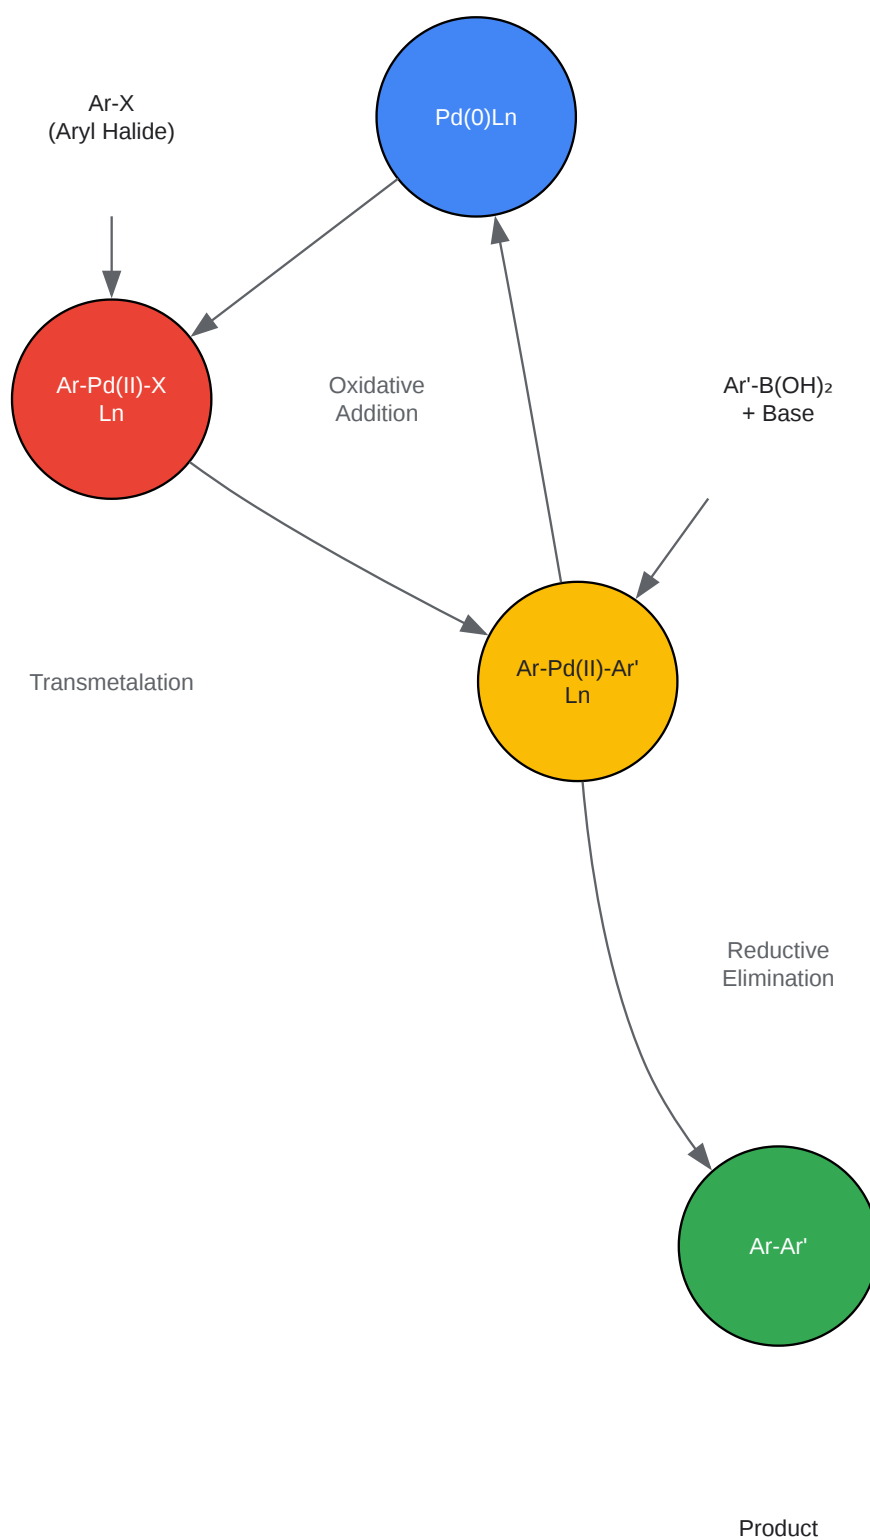 Ar-X
(Aryl Halide)
Pd(0)Ln
Ar-Pd(II)-X
Ln
Oxidative
Addition
Ar'-B(OH)₂
+ Base
Transmetalation
Ar-Pd(II)-Ar'
Ln
Reductive
Elimination
Ar-Ar'
Product